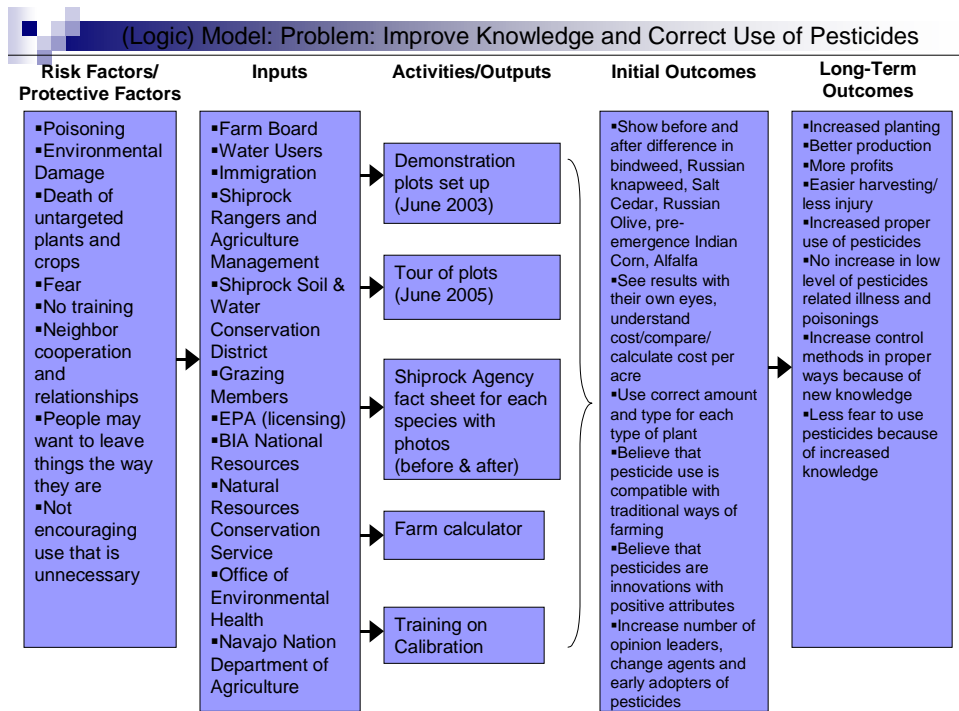 (Logic) Model: Problem: Improve Knowledge and Correct Use of Pesticides
Risk Factors/
Protective Factors
▪Poisoning
▪Environmental
Damage
▪Death of
untargeted
plants and
crops
▪Fear
▪No training
▪Neighbor
cooperation
and
relationships
▪People may
want to leave
things the way
they are
▪Not
encouraging
use that is
unnecessary
Inputs
▪Farm Board
▪Water Users
▪Immigration
▪Shiprock
Rangers and
Agriculture
Management
▪Shiprock Soil &
Water
Conservation
District
▪Grazing
Members
▪EPA (licensing)
▪BIA National
Resources
▪Natural
Resources
Conservation
Service
▪Office of
Environmental
Health
▪Navajo Nation
Department of
Agriculture
Activities/Outputs
Demonstration
plots set up
(June 2003)
Tour of plots
(June 2005)
Shiprock Agency
fact sheet for each
species with
photos
(before & after)
Farm calculator
Training on
Calibration
Initial Outcomes
▪Show before and
after difference in
bindweed, Russian
knapweed, Salt
Cedar, Russian
Olive, pre-
emergence Indian
Corn, Alfalfa
▪See results with
their own eyes,
understand
cost/compare/
calculate cost per
acre
▪Use correct amount
and type for each
type of plant
▪Believe that
pesticide use is
compatible with
traditional ways of
farming
▪Believe that
pesticides are
innovations with
positive attributes
▪Increase number of
opinion leaders,
change agents and
early adopters of
pesticides
Long-Term
Outcomes
▪Increased planting
▪Better production
▪More profits
▪Easier harvesting/
less injury
▪Increased proper
use of pesticides
▪No increase in low
level of pesticides
related illness and
poisonings
▪Increase control
methods in proper
ways because of
new knowledge
▪Less fear to use
pesticides because
of increased
knowledge